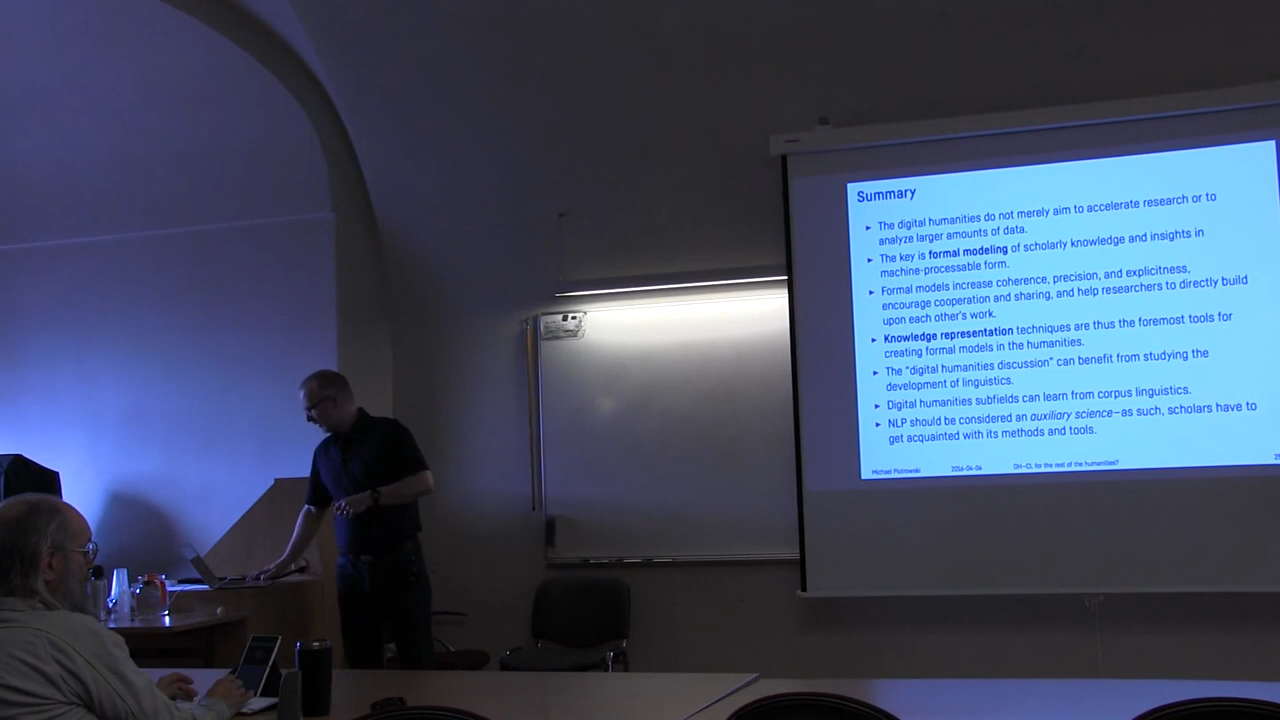 Summary
► The digital humanities do not merely aim to accelerate research or to
analyze larger amounts of data.
► The key is formal modeling of scholarly knowledge and insights in
machine-processable form.
► Formal models increase coherence, precision, and explicitness,
encourage cooperation and sharing, and help researchers to directly build
upon each other's work.
► Knowledge representation techniques are thus the foremost tools for
creating formal models in the humanities.
► The “digital humanities discussion” can benefit from studying the
development of linguistics.
► Digital humanities subfields can learn from corpus linguistics.
► NLP should be considered an auxiliary science—as such, scholars have to
get acquainted with its methods and tools.
Michael Piotrowski 2016-04-04 DH—CL for the rest of the humanities?